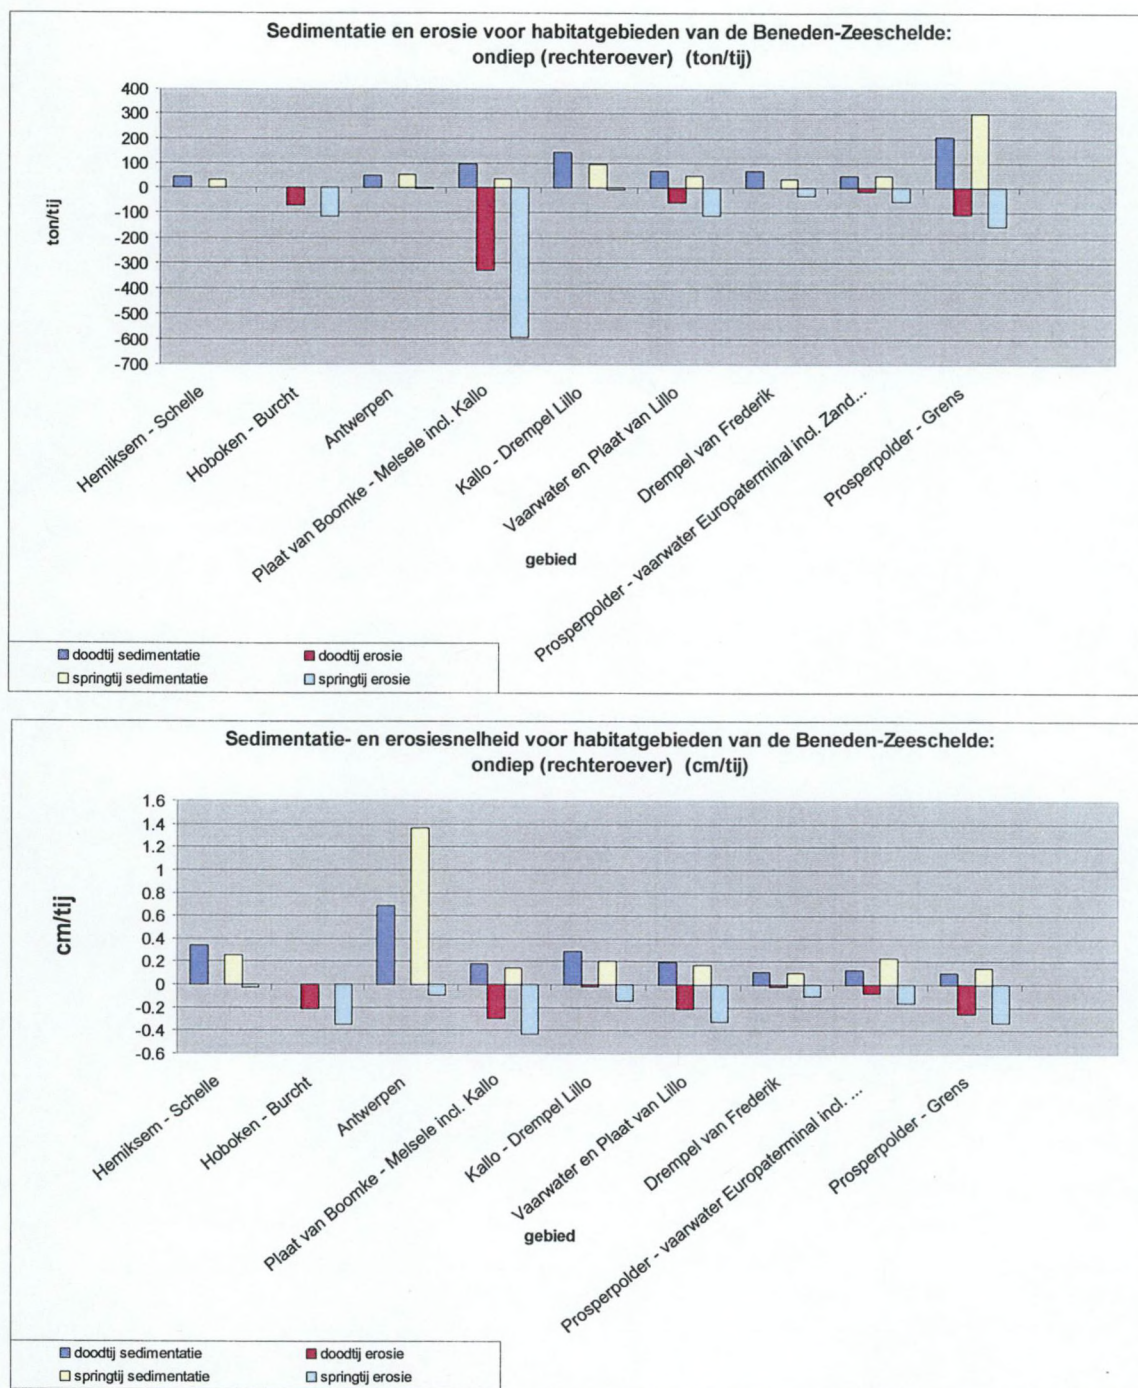 Sedimentatie en erosie voor habitatgebieden van de Beneden-Zeeschelde:
ondiep (rechteroever) (ton/tij)
400
300
200
100
0
-100
-200
-300
-400
-500
-600
-700
ton/tij
Hemiksem - Schelle
Hoboken - Burcht
Antwerpen
Plaat van Boomke - Melsele incl. Kallo
Kallo - Drempel Lillo
Vaarwater en Plaat van Lillo
Drempel van Frederik
Prosperpolder - vaarwater Europaterminal incl. Zand...
Prosperpolder - Grens
gebied
doodtij sedimentatie
doodtij erosie
springtij sedimentatie
springtij erosie
Sedimentatie- en erosiesnelheid voor habitatgebieden van de Beneden-Zeeschelde:
ondiep (rechteroever) (cm/tij)
1.6
1.4
1.2
1
0.8
0.6
0.4
0.2
0
-0.2
-0.4
-0.6
cm/tij
Hemiksem - Schelle
Hoboken - Burcht
Antwerpen
Plaat van Boomke - Melsele incl. Kallo
Kallo - Drempel Lillo
Vaarwater en Plaat van Lillo
Drempel van Frederik
Prosperpolder - vaarwater Europaterminal incl. ...
Prosperpolder - Grens
gebied
doodtij sedimentatie
doodtij erosie
springtij sedimentatie
springtij erosie